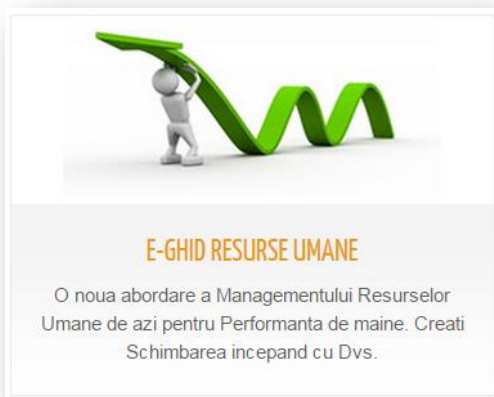 E-GHID RESURSE UMANE
O noua abordare a Managementului Resurselor
Umane de azi pentru Performanta de maine. Creati
Schimbarea incepand cu Dvs.